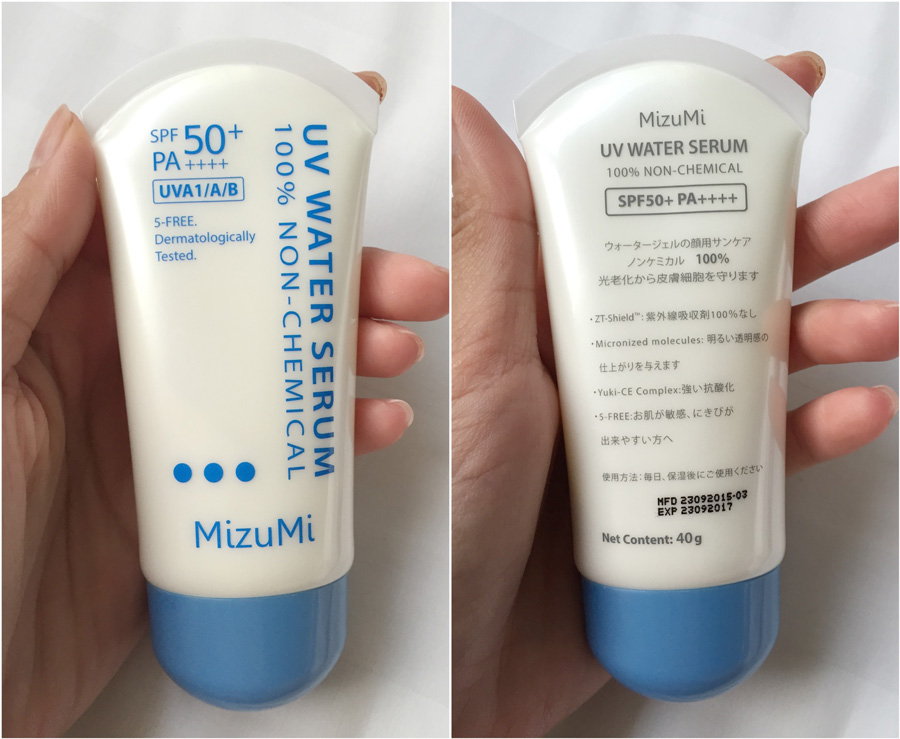 SPF 50+
PA ++++
UVA1/A/B
5-FREE.
Dermatologically
Tested.
UV WATER SERUM
100% NON-CHEMICAL
MizuMi
MizuMi
UV WATER SERUM
100% NON-CHEMICAL
SPF50+ PA++++
ウォータージェルの顔用サンケア
ノンケミカル 100%
光老化から皮膚細胞を守ります
・ZT-Shield™: 紫外線吸収剤100%なし
・Micronized molecules: 明るい透明感の
仕上がりを与えます
・Yuki-CE Complex:強い抗酸化
・5-FREE:お肌が敏感、にきびが
出来やすい方へ
使用方法：毎日、保湿後にご使用ください
MFD 23092015-03
EXP 23092017
Net Content: 40g